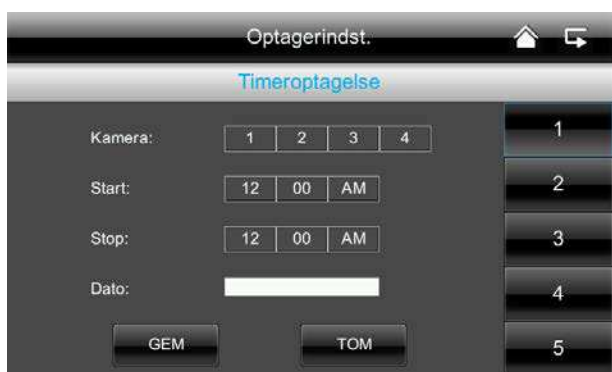 Optagerindst.
Timeroptagelse
Kamera: 1 2 3 4
Start: 12 00 AM
Stop: 12 00 AM
Dato:
GEM TOM
1
2
3
4
5